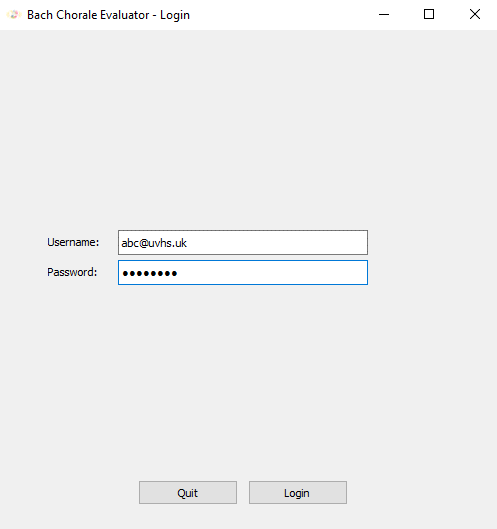 Bach Chorale Evaluator - Login
Username: abc@uvhs.uk
Password: ●●●●●●●●
Quit Login